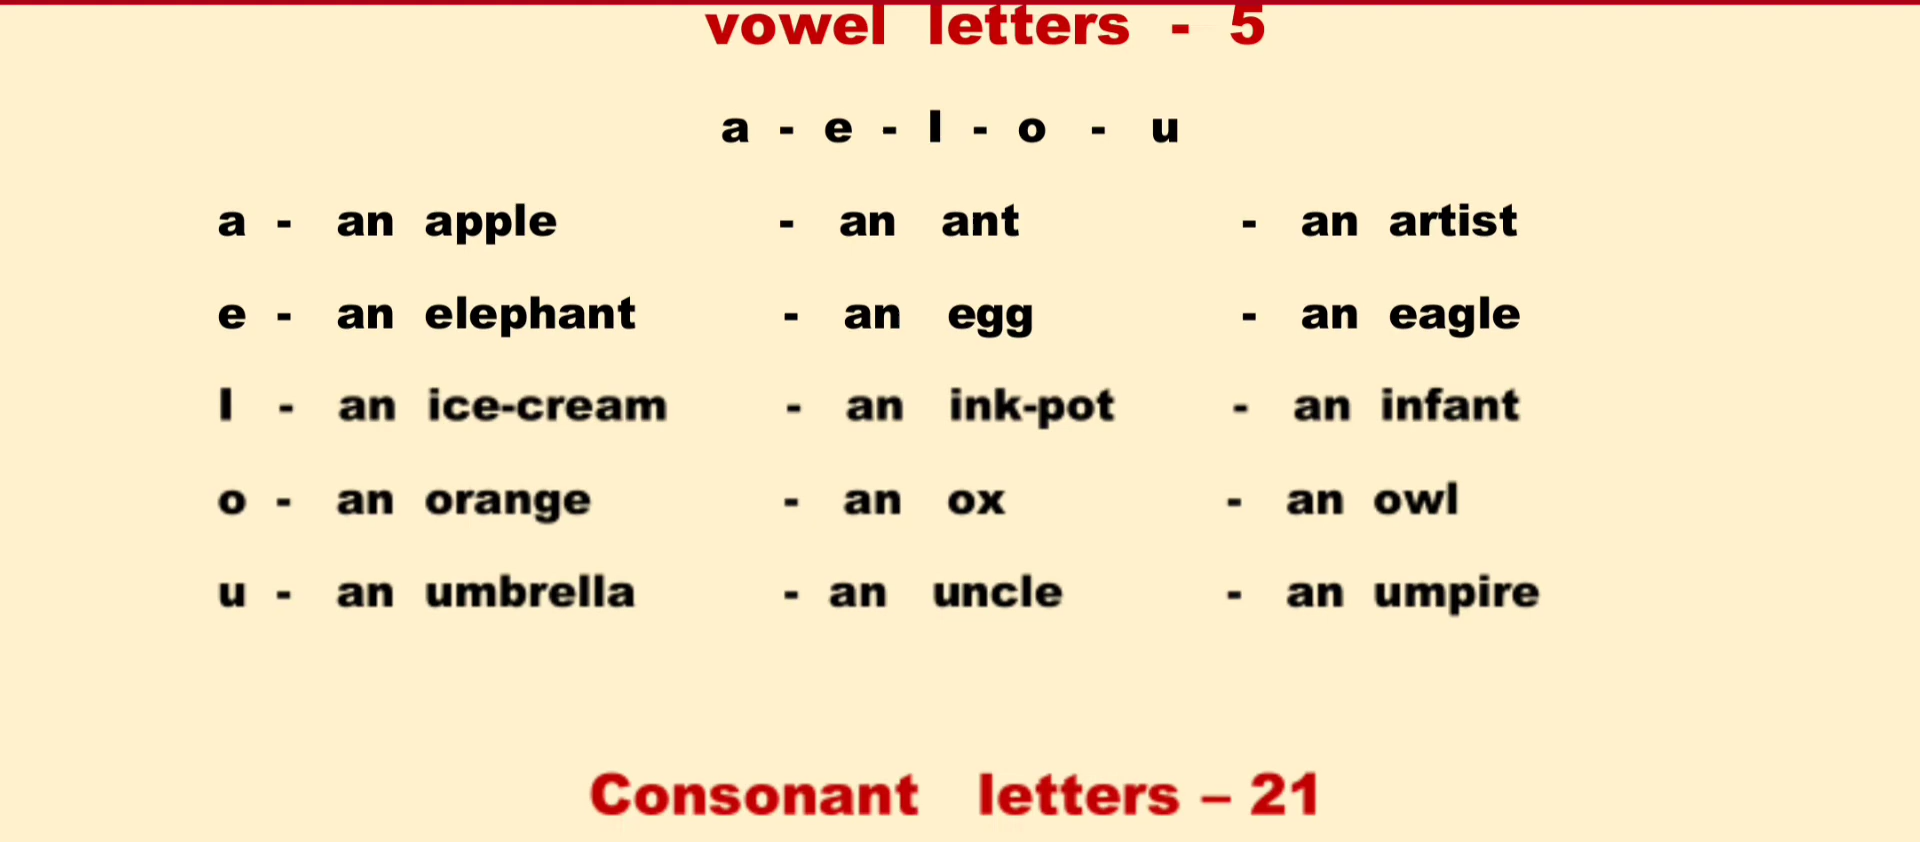 vowel letters - 5
a - e - I - o - u
a - an apple - an ant - an artist
e - an elephant - an egg - an eagle
I - an ice-cream - an ink-pot - an infant
o - an orange - an ox - an owl
u - an umbrella - an uncle - an umpire
Consonant letters – 21